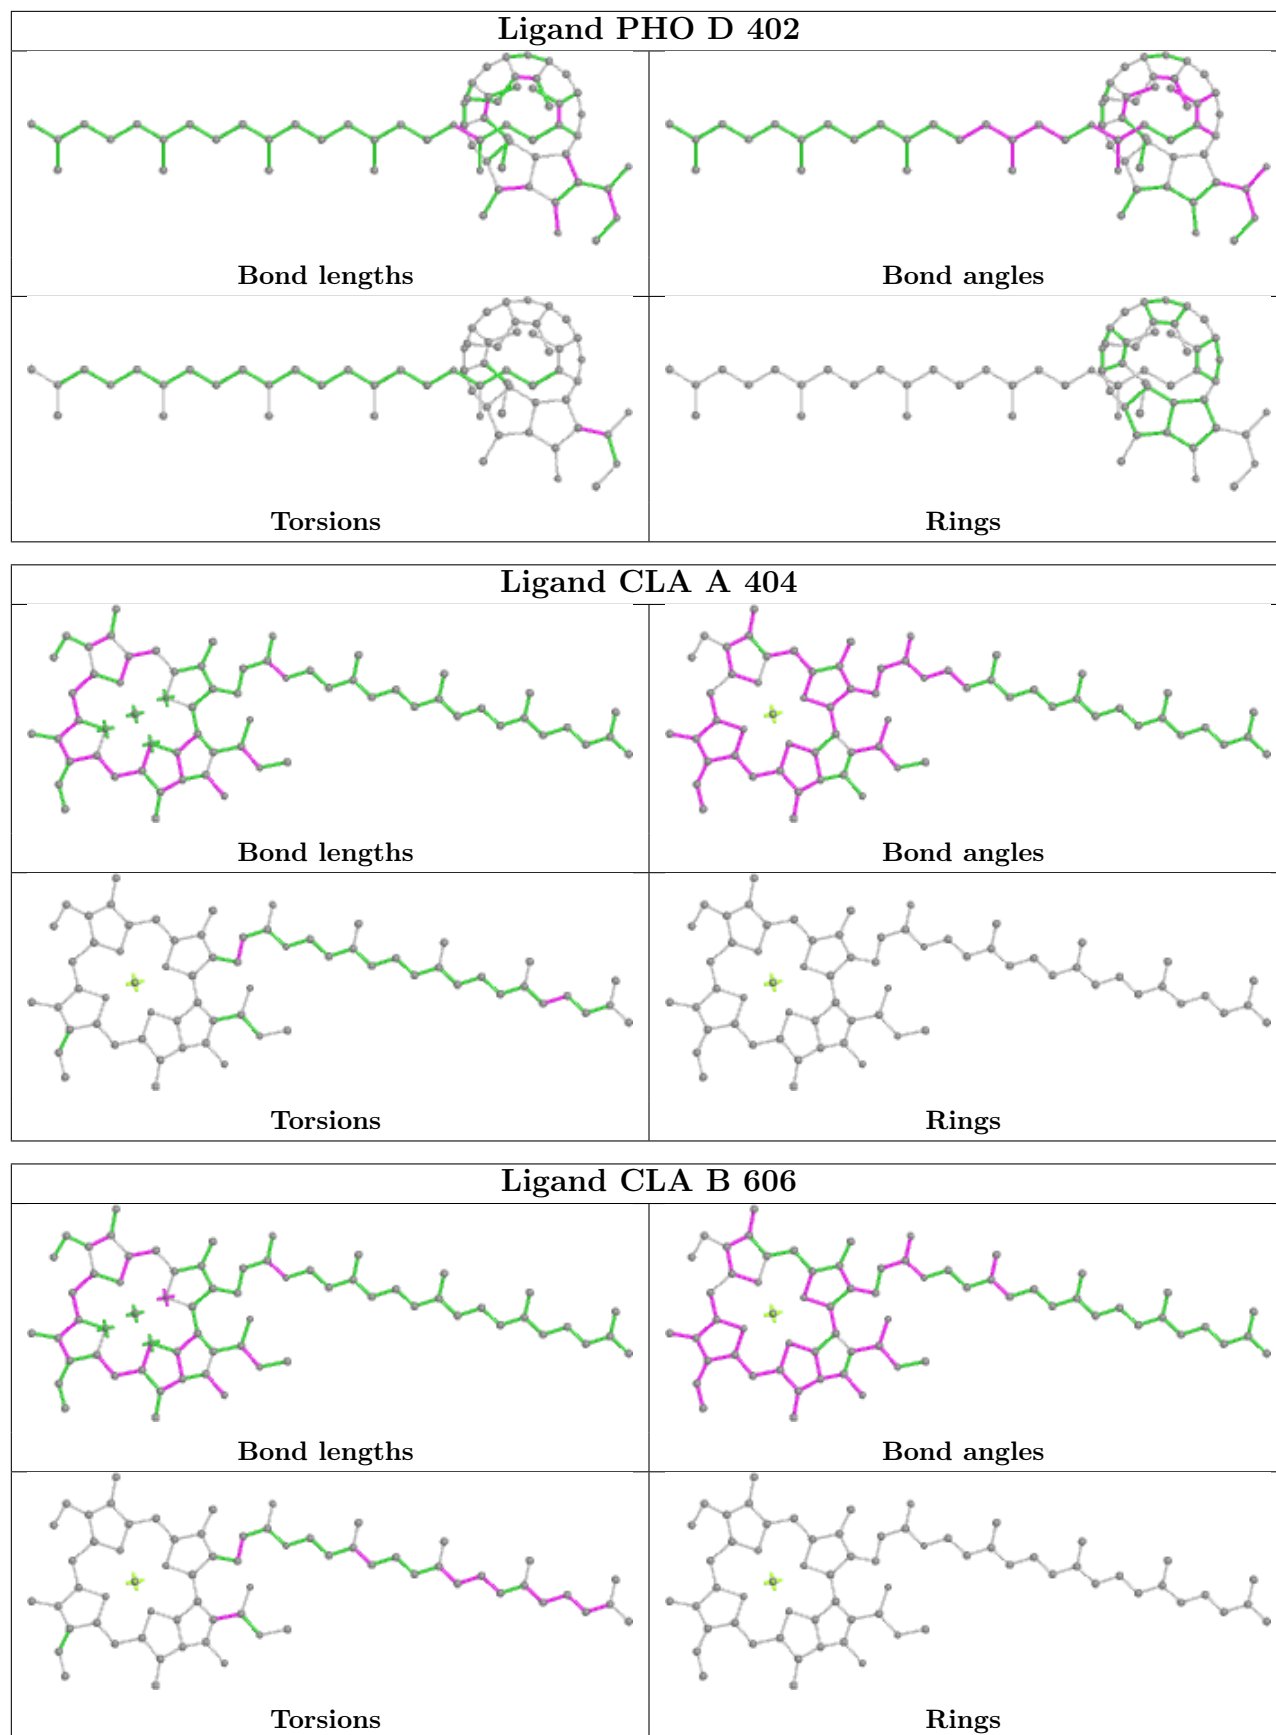 Ligand PHO D 402
Bond lengths
Bond angles
Torsions
Rings
Ligand CLA A 404
Bond lengths
Bond angles
Torsions
Rings
Ligand CLA B 606
Bond lengths
Bond angles
Torsions
Rings